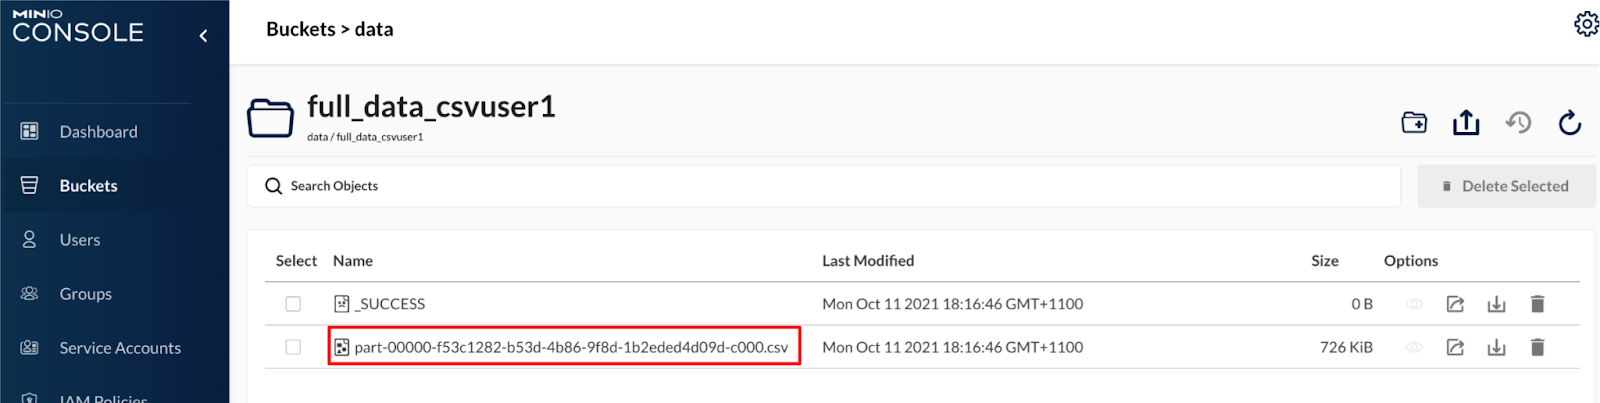 MINIO
CONSOLE
Buckets > data
Dashboard
Buckets
Users
Groups
Service Accounts
IAM Policies
full_data_csvuser1
data / full_data_csvuser1
Search Objects
Delete Selected
Select Name Last Modified Size Options
_SUCCESS Mon Oct 11 2021 18:16:46 GMT+1100 0 B
part-00000-f53c1282-b53d-4b86-9f8d-1b2eded4d09d-c000.csv Mon Oct 11 2021 18:16:46 GMT+1100 726 KiB